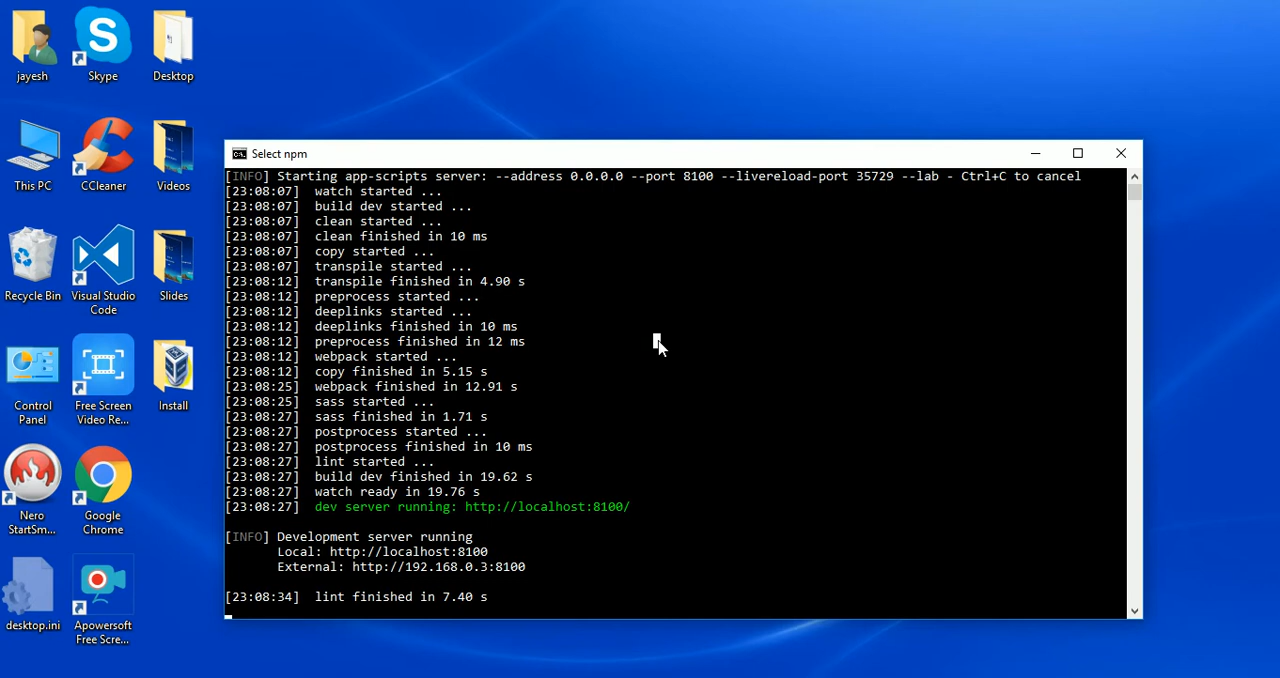 jayesh
Skype
Desktop
This PC
CCleaner
Videos
Recycle Bin
Visual Studio
Code
Slides
Control
Panel
Free Screen
Video Re...
Install
Nero
StartSm...
Google
Chrome
desktop.ini
Apowersoft
Free Scre...
C:\. Select npm
[INFO] Starting app-scripts server: --address 0.0.0.0 --port 8100 --livereload-port 35729 --lab - Ctrl+C to cancel
[23:08:07] watch started ...
[23:08:07] build dev started ...
[23:08:07] clean started ...
[23:08:07] clean finished in 10 ms
[23:08:07] copy started ...
[23:08:07] transpile started ...
[23:08:12] transpile finished in 4.90 s
[23:08:12] preprocess started ...
[23:08:12] deeplinks started ...
[23:08:12] deeplinks finished in 10 ms
[23:08:12] preprocess finished in 12 ms
[23:08:12] webpack started ...
[23:08:12] copy finished in 5.15 s
[23:08:25] webpack finished in 12.91 s
[23:08:25] sass started ...
[23:08:27] sass finished in 1.71 s
[23:08:27] postprocess started ...
[23:08:27] postprocess finished in 10 ms
[23:08:27] lint started ...
[23:08:27] build dev finished in 19.62 s
[23:08:27] watch ready in 19.76 s
[23:08:27] dev server running: http://localhost:8100/
[INFO] Development server running
Local: http://localhost:8100
External: http://192.168.0.3:8100
[23:08:34] lint finished in 7.40 s